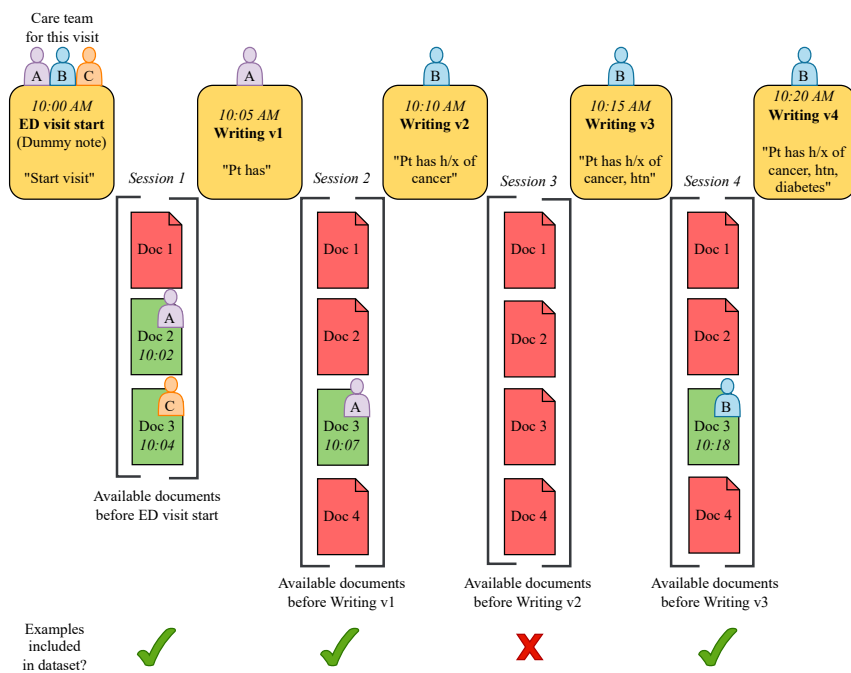 Care team
for this visit
A B C
A
B
B
B
10:00 AM
ED visit start
(Dummy note)
"Start visit"
10:05 AM
Writing v1
"Pt has"
10:10 AM
Writing v2
"Pt has h/x of
cancer"
10:15 AM
Writing v3
"Pt has h/x of
cancer, htn"
10:20 AM
Writing v4
"Pt has h/x of
cancer, htn,
diabetes"
Session 1
Doc 1
A
Doc 2
10:02
C
Doc 3
10:04
Available documents
before ED visit start
Session 2
Doc 1
Doc 2
A
Doc 3
10:07
Doc 4
Available documents
before Writing v1
Session 3
Doc 1
Doc 2
Doc 3
Doc 4
Available documents
before Writing v2
Session 4
Doc 1
Doc 2
B
Doc 3
10:18
Doc 4
Available documents
before Writing v3
Examples
included
in dataset?